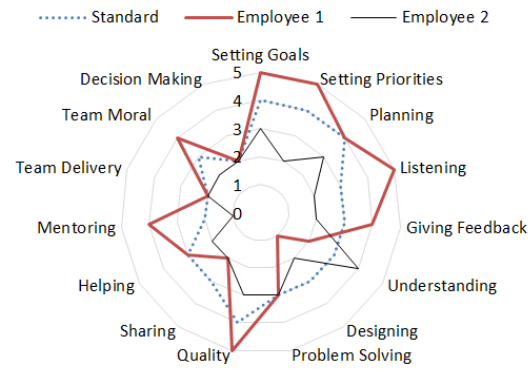 Standard Employee 1 Employee 2
Setting Goals
Setting Priorities
Planning
Listening
Giving Feedback
Understanding
Designing
Problem Solving
Quality
Sharing
Helping
Mentoring
Team Delivery
Team Moral
Decision Making
5
4
3
2
1
0